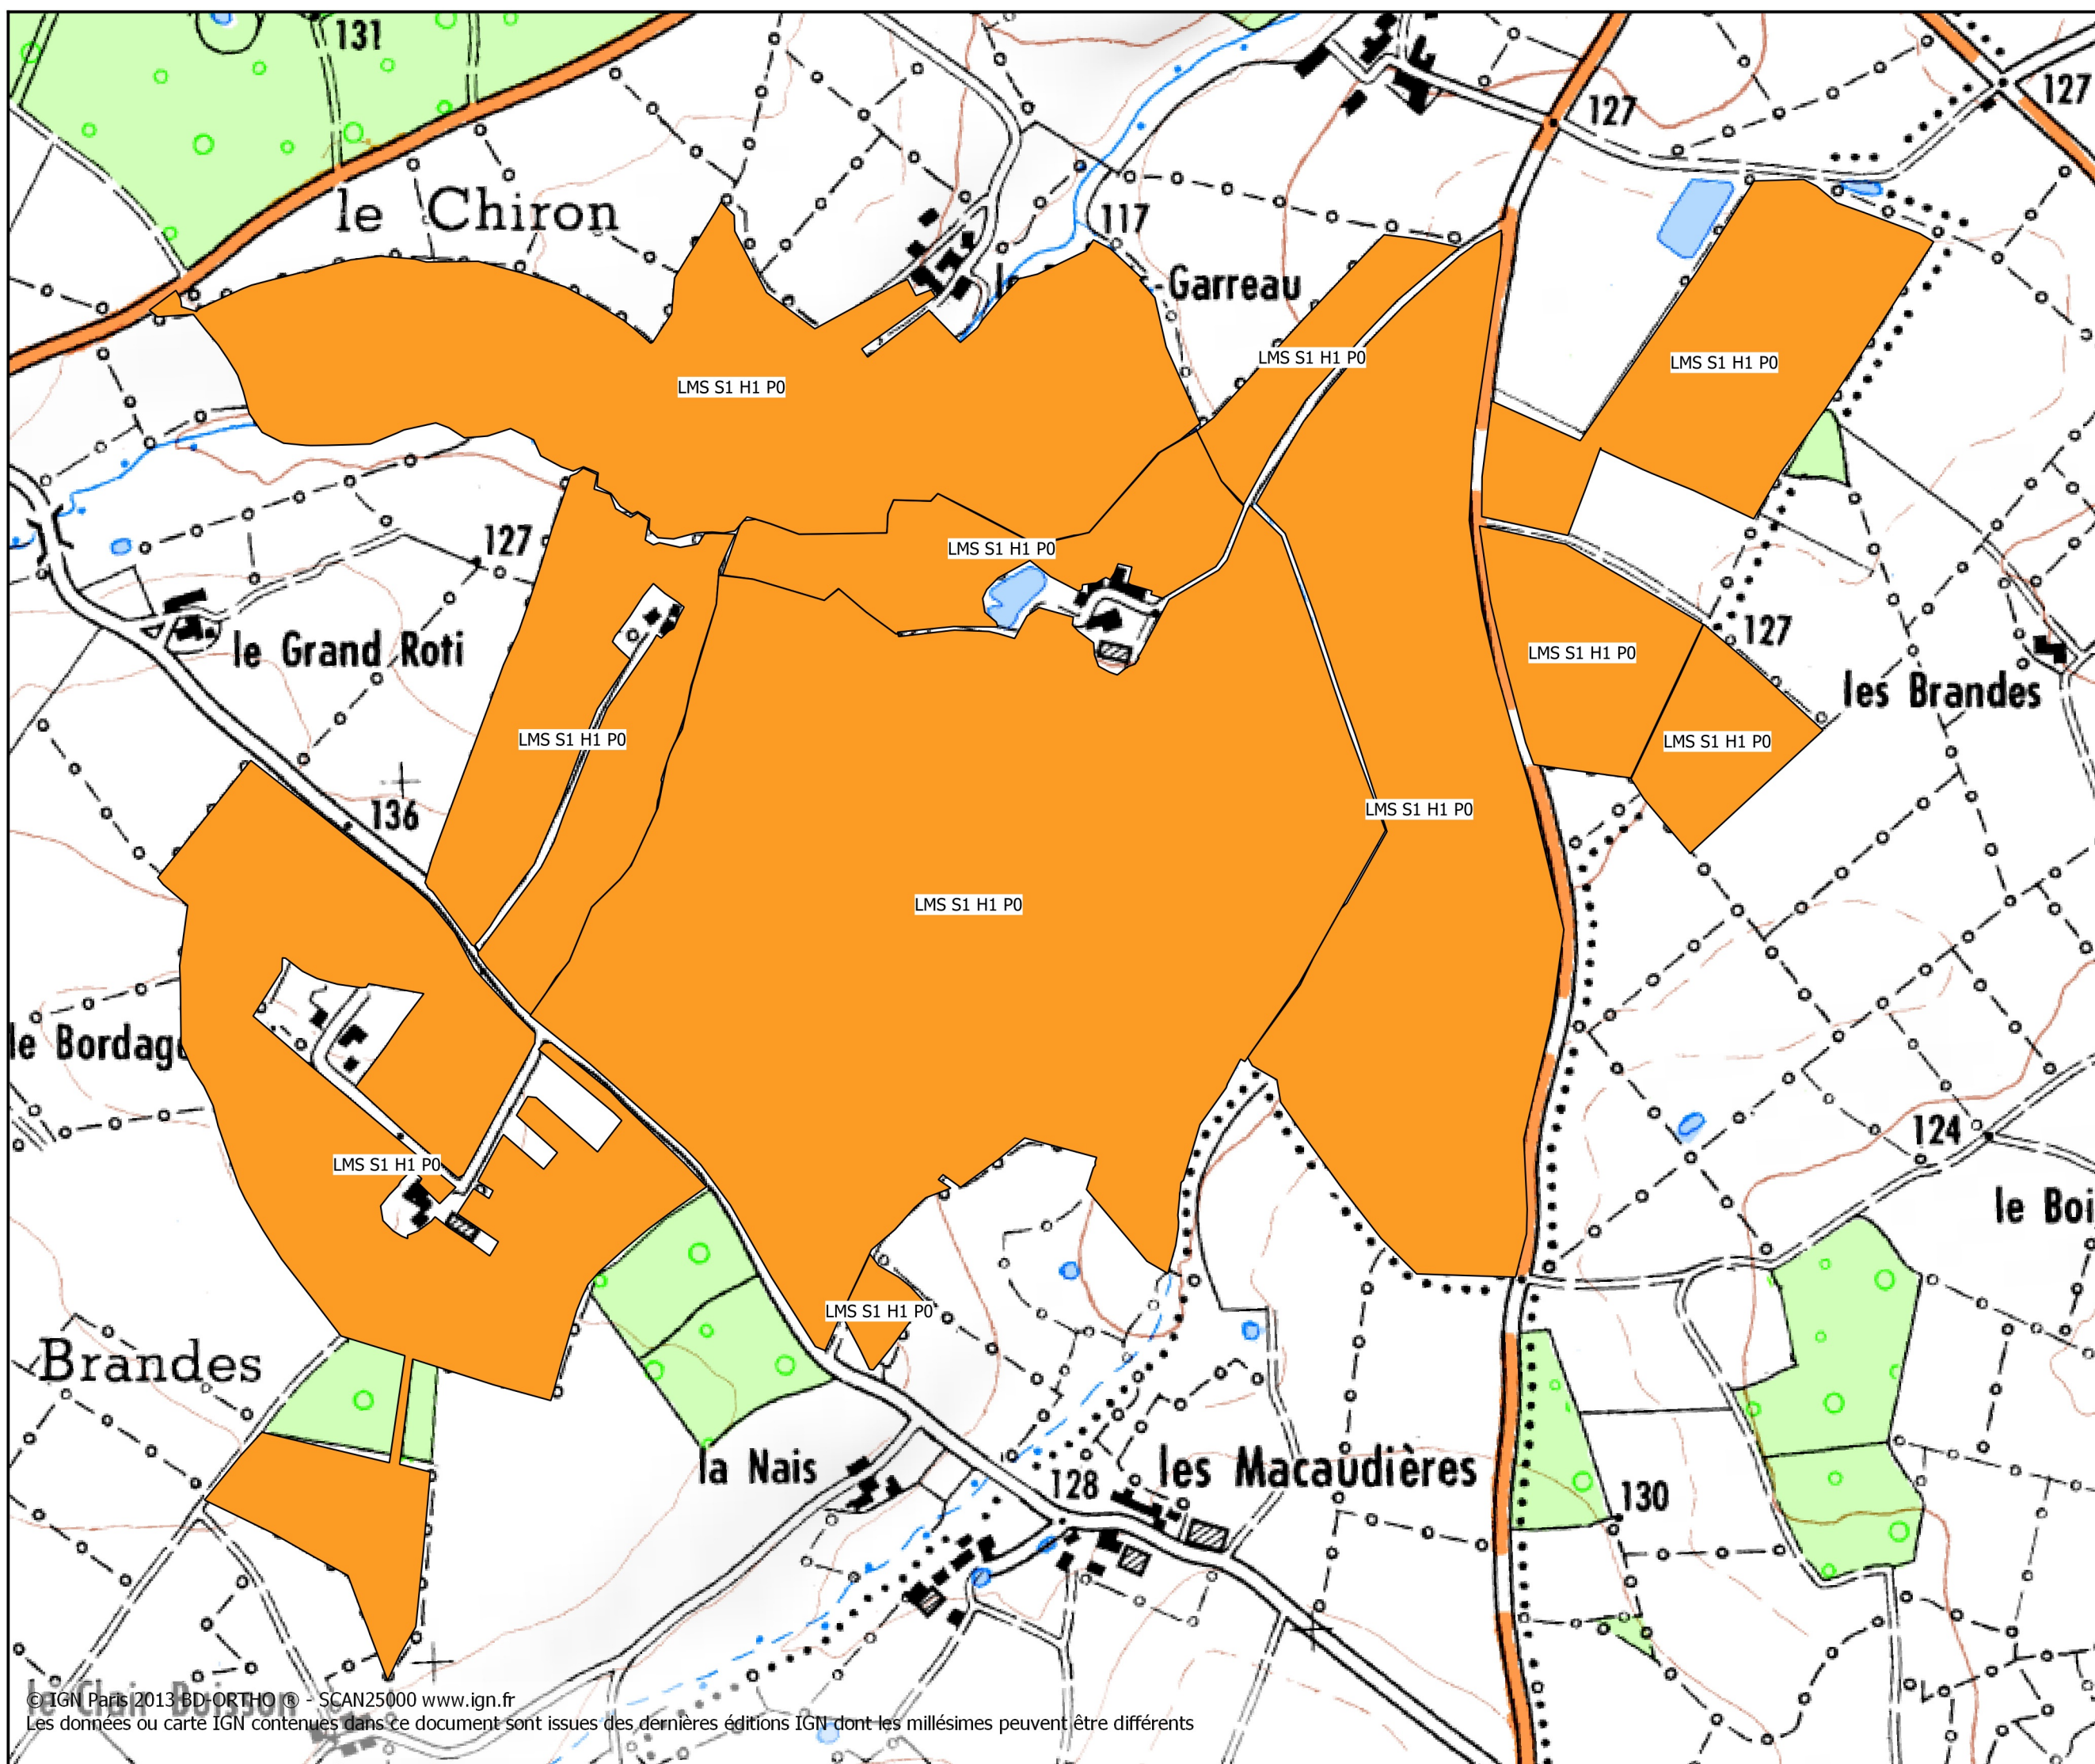 131
127
127
le Chiron
117
-Garreau
LMS S1 H1 P0
LMS S1 H1 P0
LMS S1 H1 P0
127
LMS S1 H1 P0
le Grand Roti
127
LMS S1 H1 P0
les Brandes
LMS S1 H1 P0
LMS S1 H1 P0
136
LMS S1 H1 P0
LMS S1 H1 P0
le Bordag
124
LMS S1 H1 P0
le Boi
LMS S1 H1 P0
Brandes
la Nais
128
les Macaudières
130
le Clair Buisson
© IGN Paris 2013 BD-ORTHO ® - SCAN25000 www.ign.fr
Les données ou carte IGN contenues dans ce document sont issues des dernières éditions IGN dont les millésimes peuvent être différents